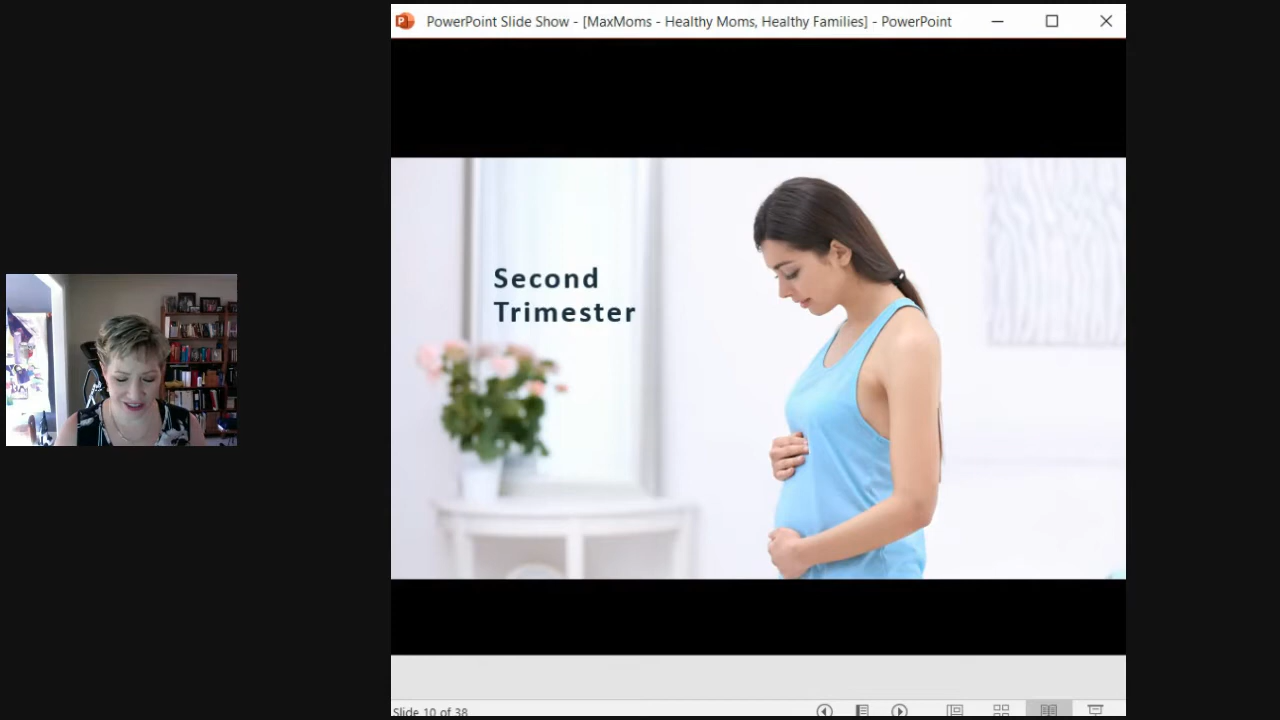 PowerPoint Slide Show - [MaxMoms - Healthy Moms, Healthy Families] - PowerPoint
Second
Trimester
Slide 10 of 38